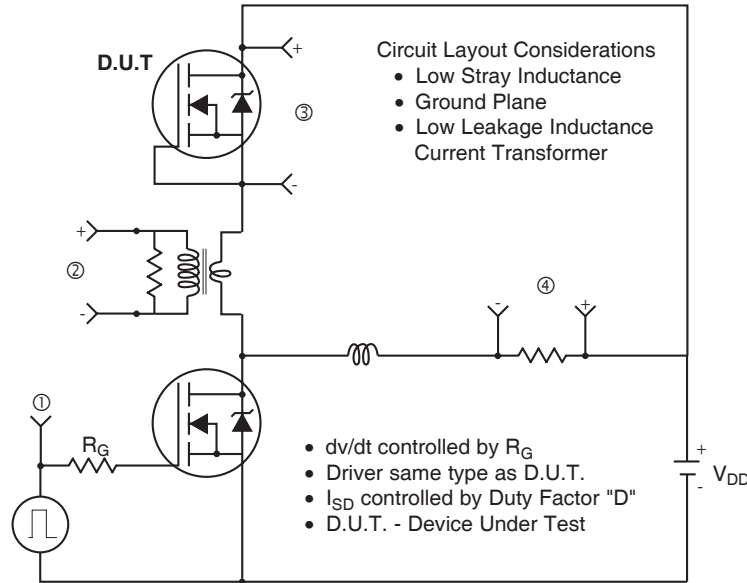 D.U.T
+
③
-
Circuit Layout Considerations
• Low Stray Inductance
• Ground Plane
• Low Leakage Inductance
Current Transformer
+
②
-
④
-
+
①
RG
• dv/dt controlled by RG
• Driver same type as D.U.T.
• ISD controlled by Duty Factor "D"
• D.U.T. - Device Under Test
+
-
VDD